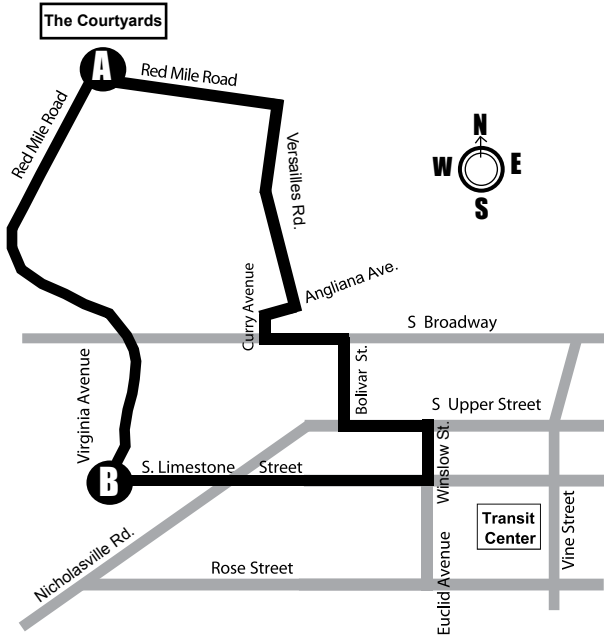 The Courtyards
A
Red Mile Road
Red Mile Road
N
W
E
S
Versailles Rd.
Angliana Ave.
Curry Avenue
S Broadway
Bolivar St.
Virginia Avenue
S Upper Street
Winslow St.
S. Limestone Street
B
Transit
Center
Vine Street
Nicholasville Rd.
Rose Street
Euclid Avenue